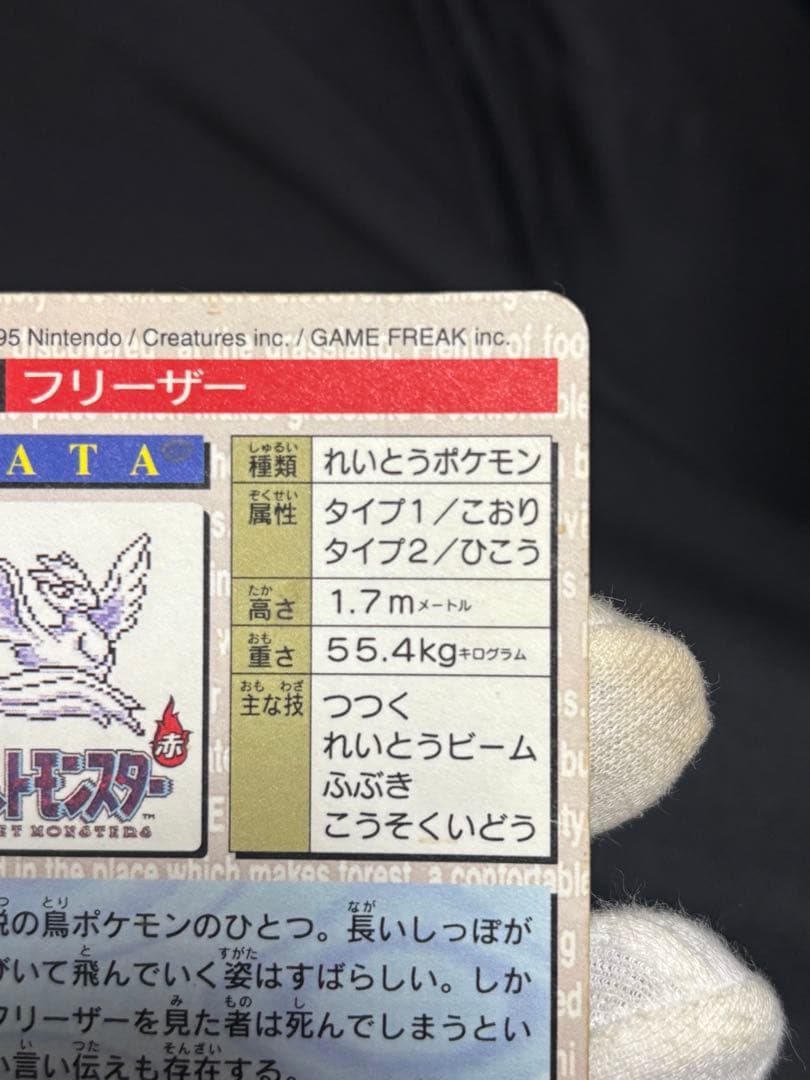 95 Nintendo / Creatures inc. / GAME FREAK inc.
フリーザー
ATA
種類 れいとうポケモン
属性 タイプ1／こおり
タイプ2／ひこう
高さ 1.7mメートル
重さ 55.4kgキログラム
主な技 つつく
れいとうビーム
ふぶき
こうそくいどう
赤
トモンスター™
ET MONSTERS
の鳥ポケモンのひとつ。長いしっぽが
いて飛んでいく姿はすばらしい。しか
フリーザーを見た者は死んでしまうとい
言い伝えも存在する。